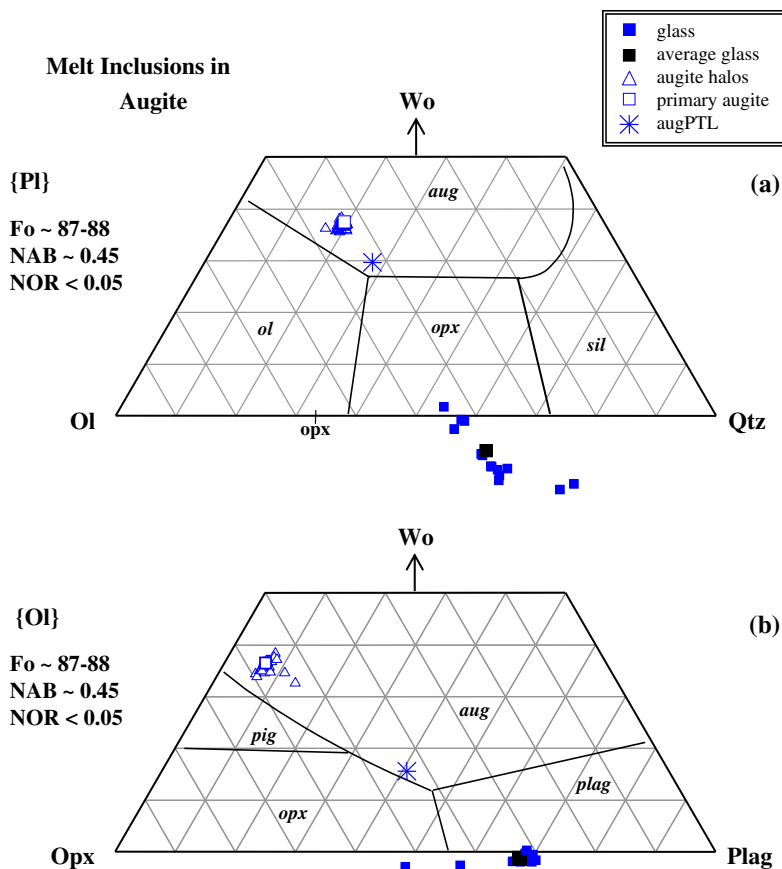 Melt Inclusions in
Augite
glass
average glass
augite halos
primary augite
augPTL
Wo
{Pl}
(a)
Fo ~ 87-88
NAB ~ 0.45
NOR < 0.05
aug
ol
opx
sil
Ol
opx
Qtz
Wo
{Ol}
(b)
Fo ~ 87-88
NAB ~ 0.45
NOR < 0.05
aug
pig
plag
opx
Opx
Plag